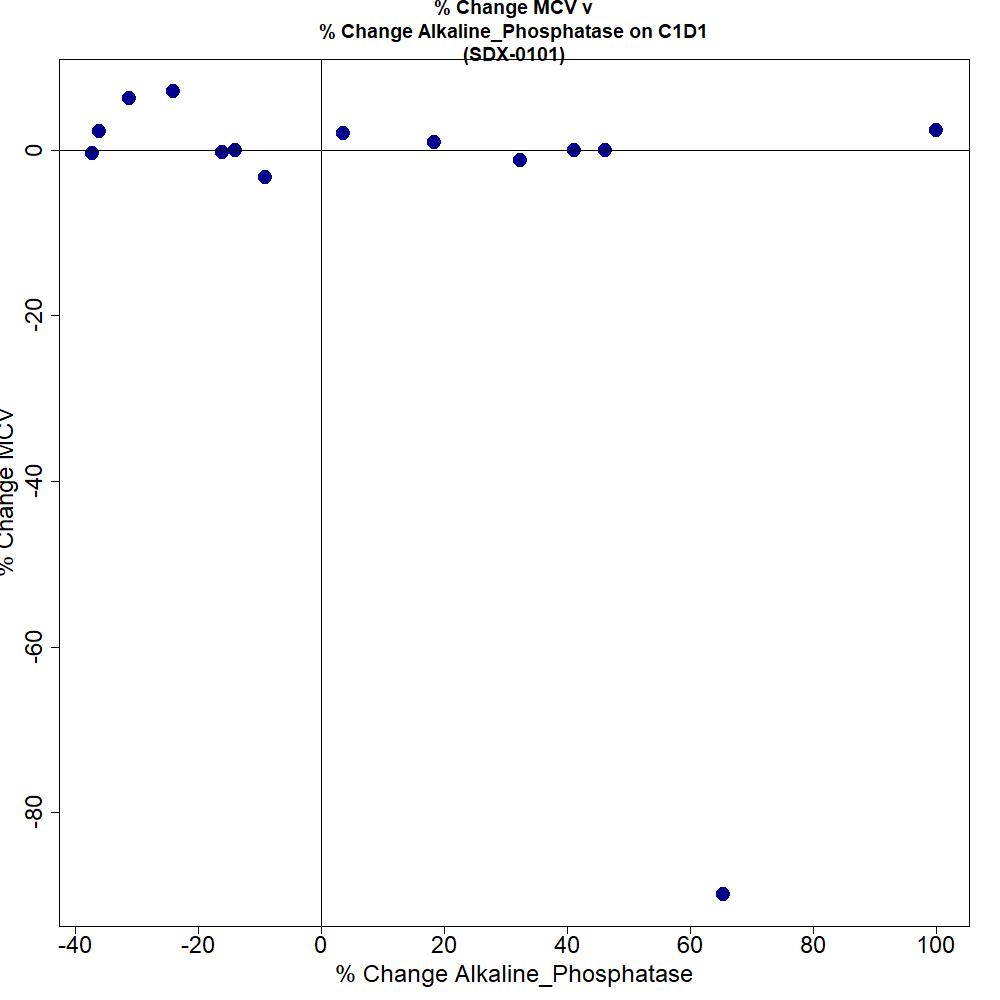 % Change MCV v
% Change Alkaline_Phosphatase on C1D1
(SDX-0101)
0
-20
-40
-60
-80
% Change MCV
-40
-20
0
20
40
60
80
100
% Change Alkaline_Phosphatase